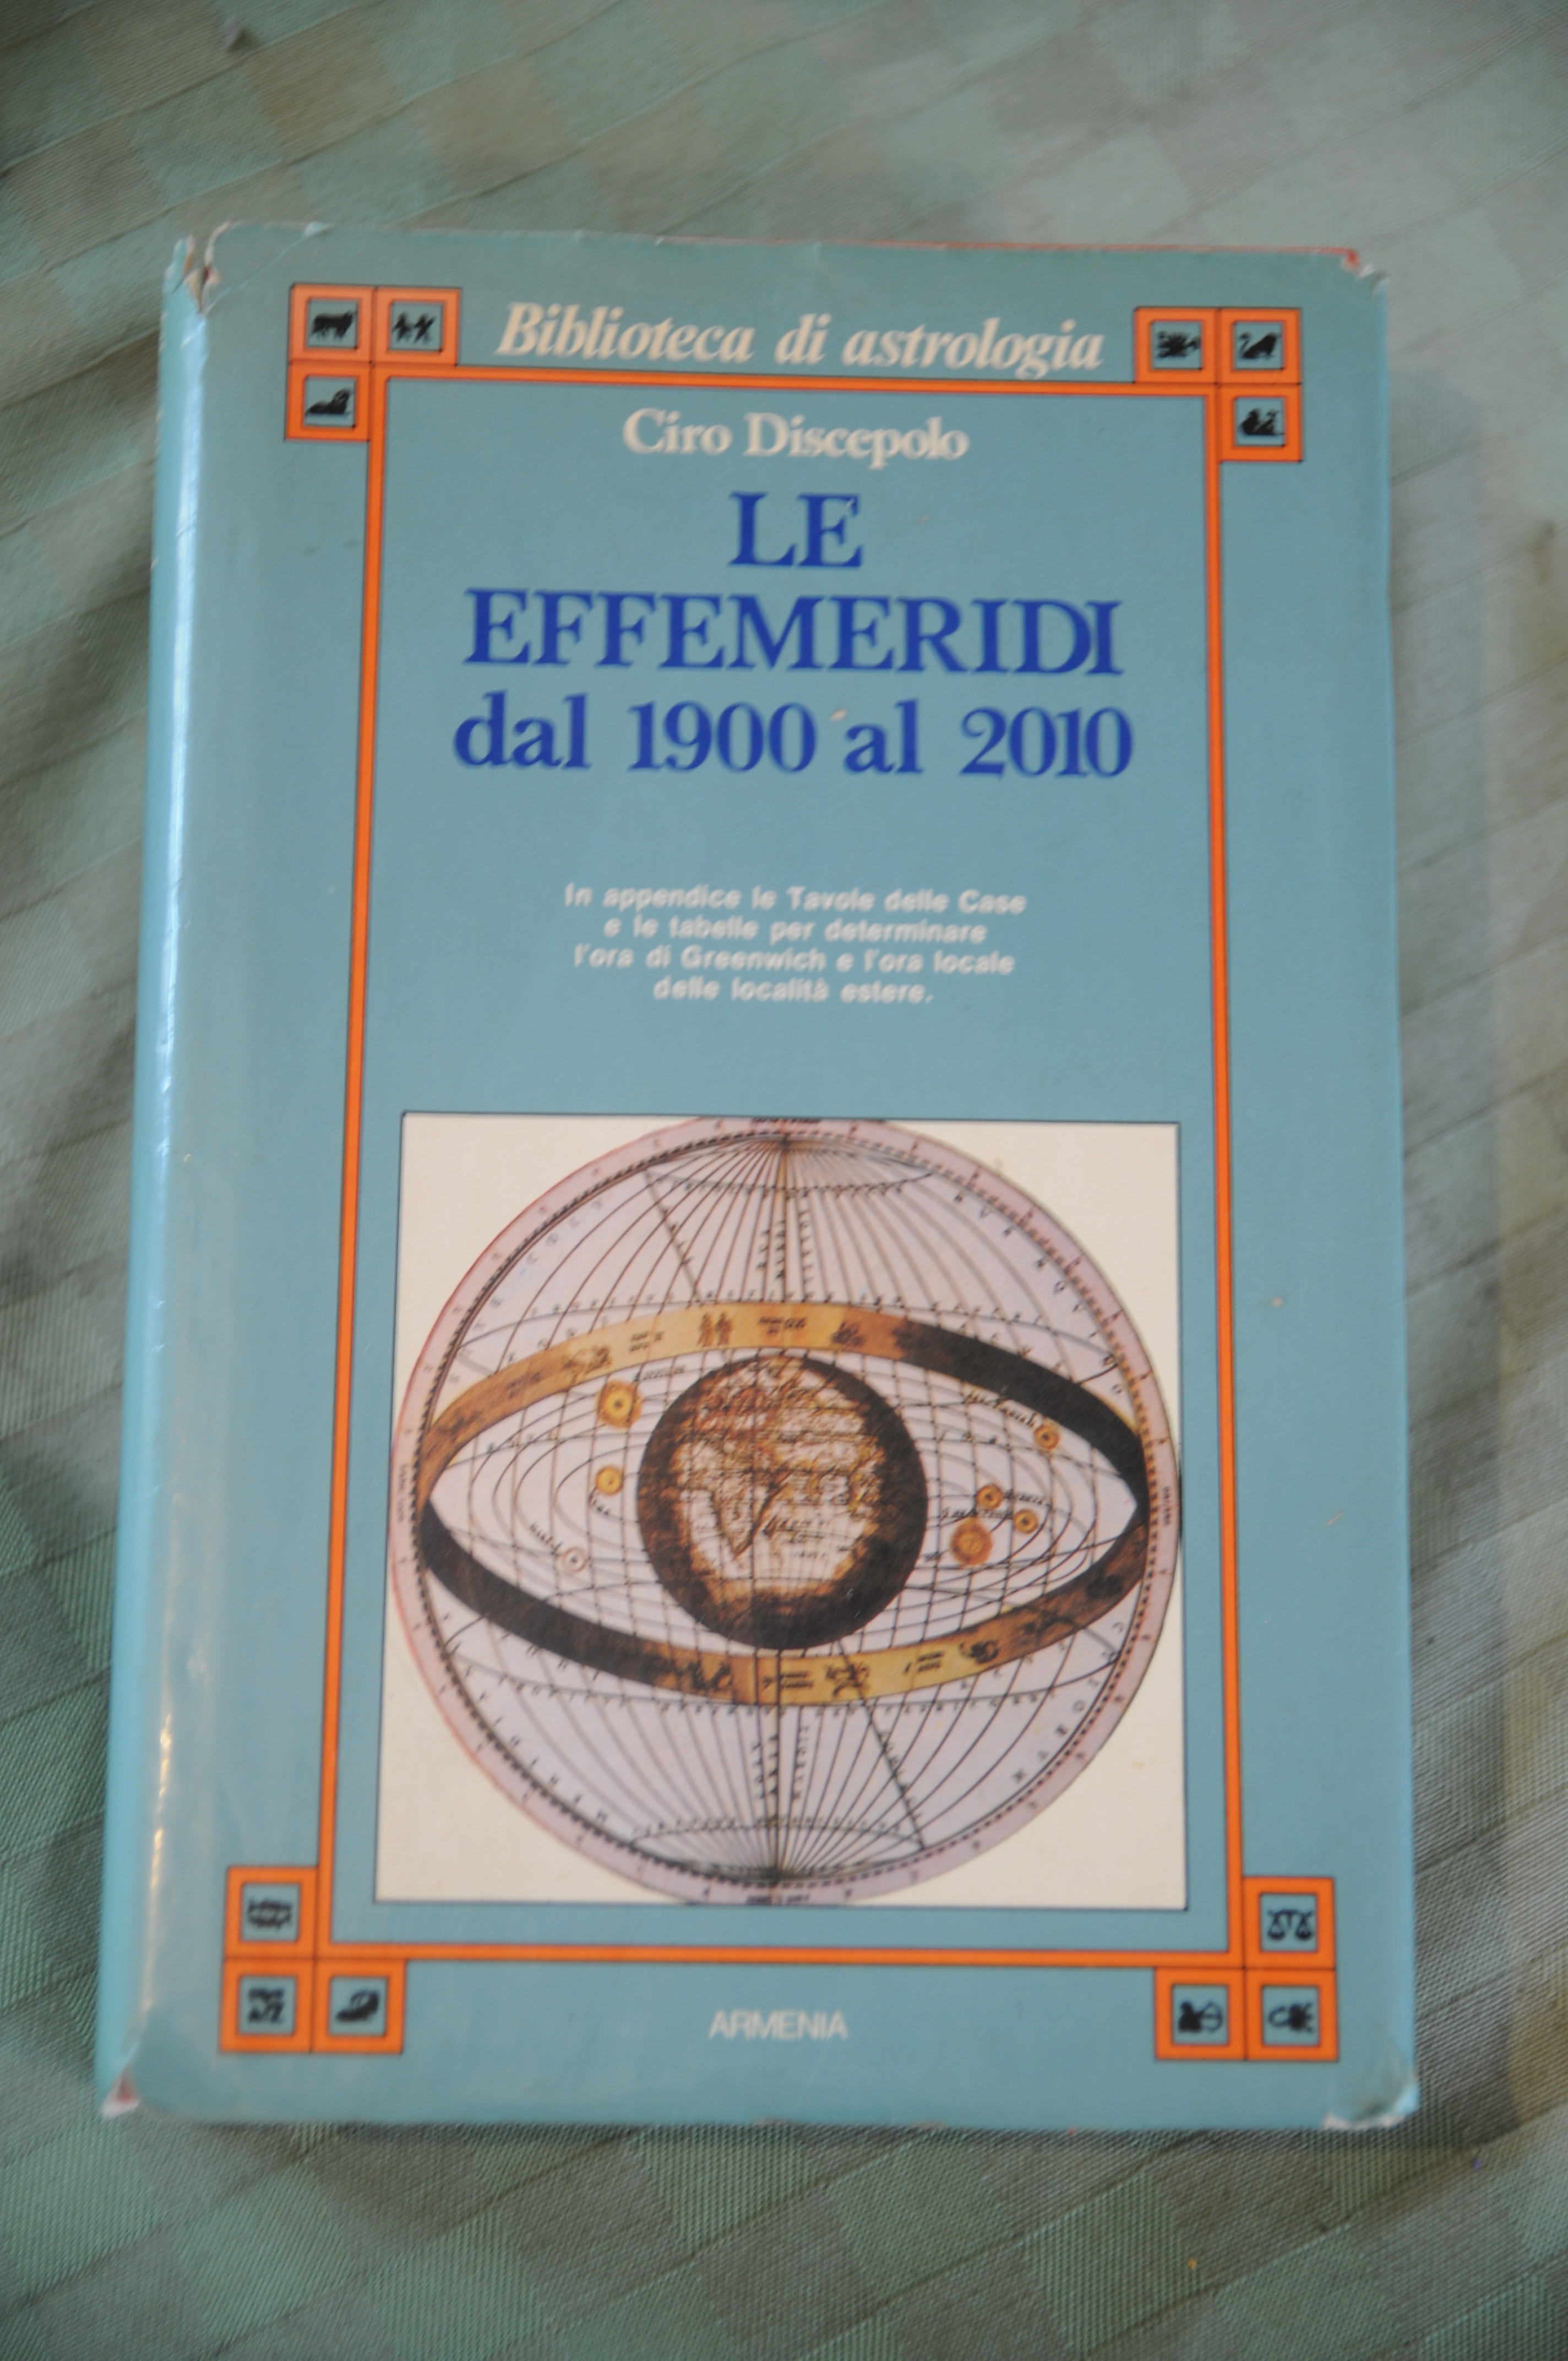 Biblioteca di astrologia
Ciro Discepolo
LE
EFFEMERIDI
dal 1900 al 2010
In appendice le Tavole delle Case
e le tabelle per determinare
l'ora di Greenwich e l'ora locale
delle località estere.
ARMENIA